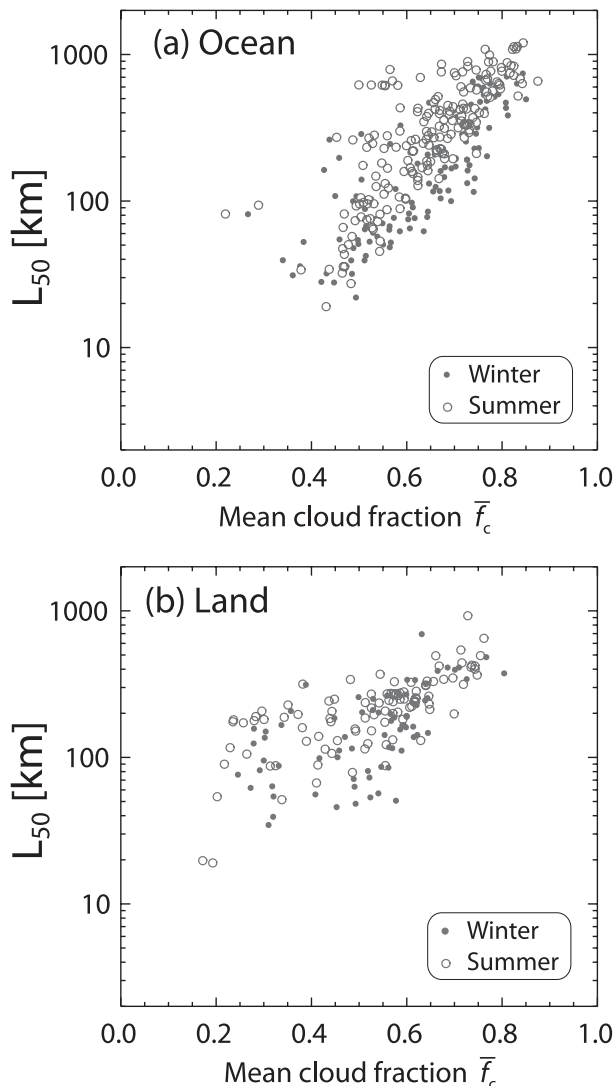 (a) Ocean
1000
100
10
L50 [km]
Winter
Summer
0.0 0.2 0.4 0.6 0.8 1.0
Mean cloud fraction f̅c
(b) Land
1000
100
10
L50 [km]
Winter
Summer
0.0 0.2 0.4 0.6 0.8 1.0
Mean cloud fraction f̅c